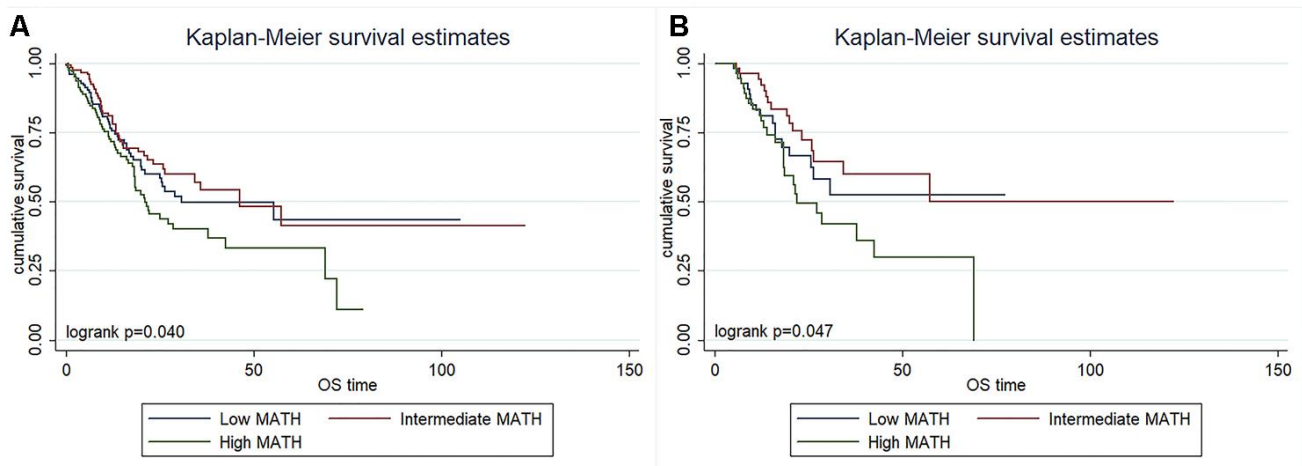 A
Kaplan-Meier survival estimates
cumulative survival
1.00
0.75
0.50
0.25
0.00
logrank p=0.040
0 50 100 150
OS time
Low MATH Intermediate MATH
High MATH
B
Kaplan-Meier survival estimates
cumulative survival
1.00
0.75
0.50
0.25
0.00
logrank p=0.047
0 50 100 150
OS time
Low MATH Intermediate MATH
High MATH